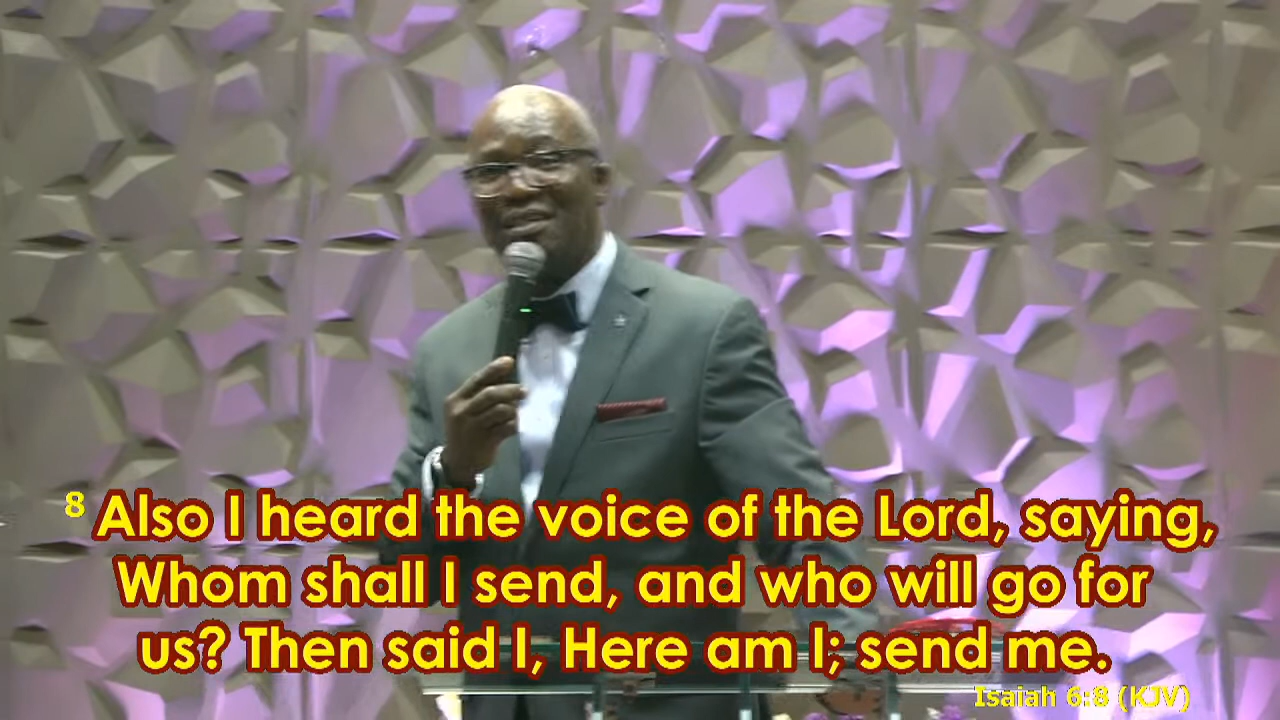 8 Also I heard the voice of the Lord, saying,
Whom shall I send, and who will go for
us? Then said I, Here am I; send me.
Isaiah 6:8 (KJV)